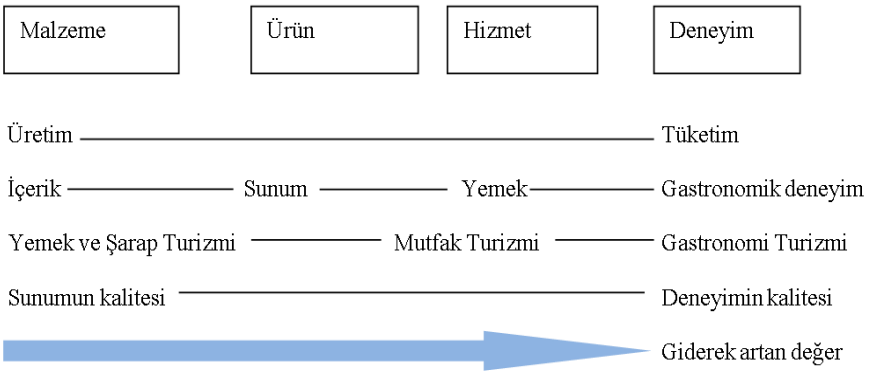 Malzeme Ürün Hizmet Deneyim
Üretim Tüketim
İçerik Sunum Yemek Gastronomik deneyim
Yemek ve Şarap Turizmi Mutfak Turizmi Gastronomi Turizmi
Sunumun kalitesi Deneyimin kalitesi
Giderek artan değer